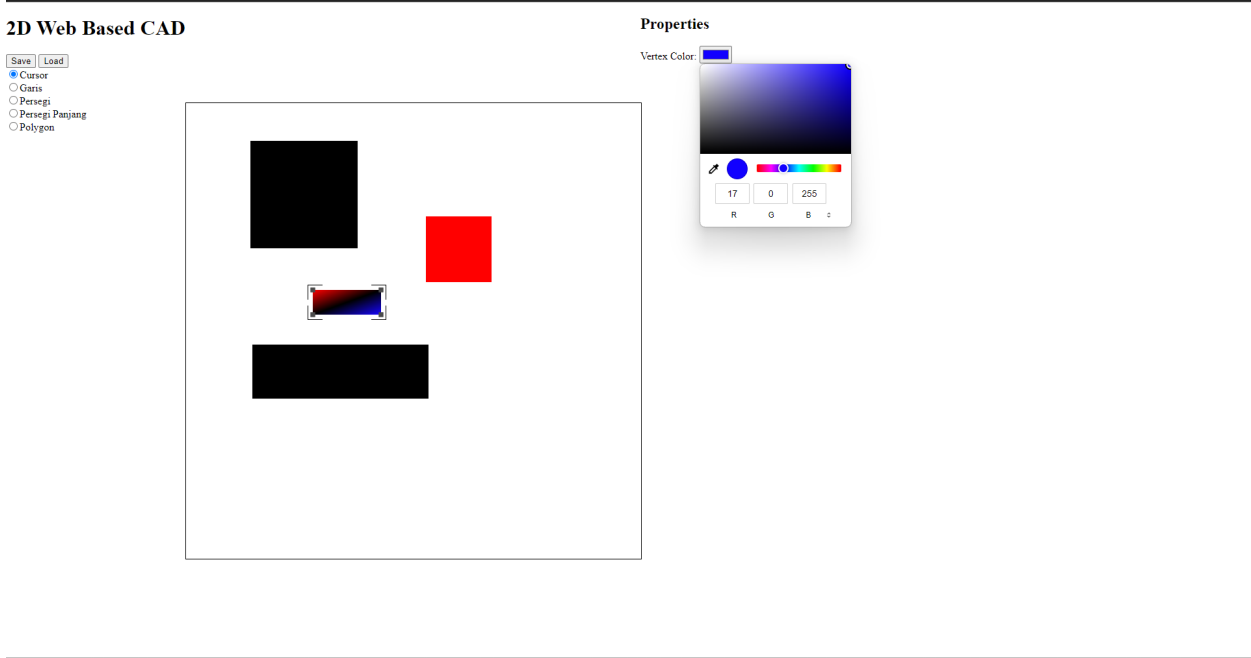 2D Web Based CAD
Save Load
Cursor
Garis
Persegi
Persegi Panjang
Polygon
Properties
Vertex Color:
17 0 255
R G B